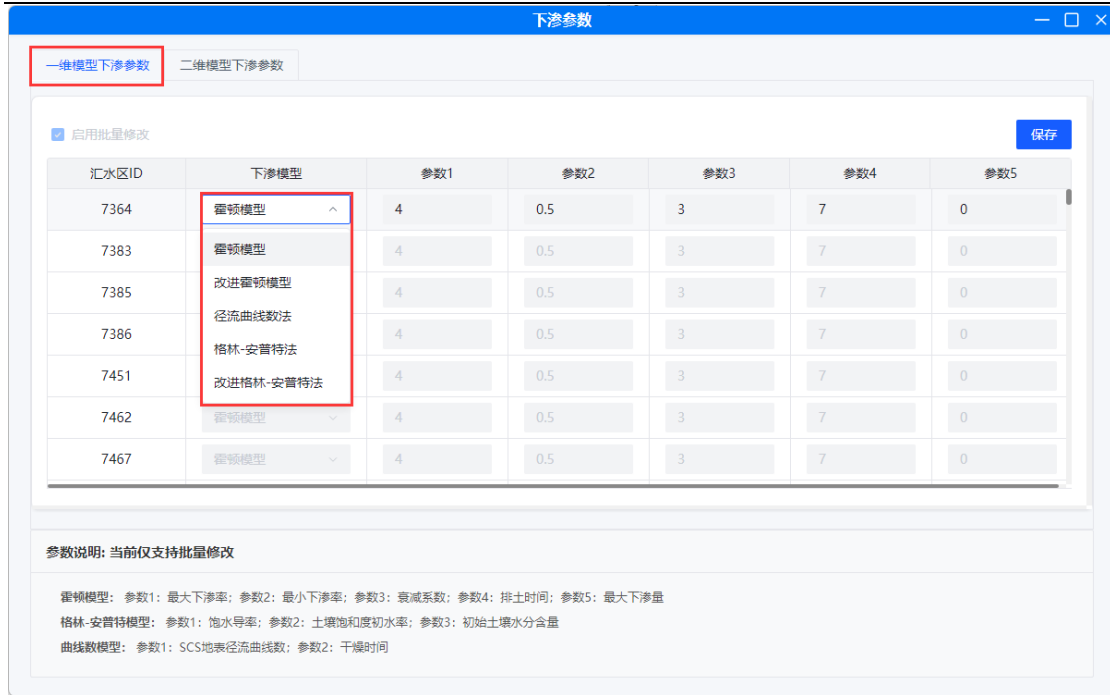 下渗参数
一维模型下渗参数 二维模型下渗参数
启用批量修改 保存
汇水区ID 下渗模型 参数1 参数2 参数3 参数4 参数5
7364 霍顿模型 4 0.5 3 7 0
7383 霍顿模型 4 0.5 3 7 0
7385 改进霍顿模型 4 0.5 3 7 0
径流曲线数法
7386 4 0.5 3 7 0
格林-安普特法
7451 改进格林-安普特法 4 0.5 3 7 0
7462 霍顿模型 4 0.5 3 7 0
7467 霍顿模型 4 0.5 3 7 0
参数说明: 当前仅支持批量修改
霍顿模型: 参数1: 最大下渗率; 参数2: 最小下渗率; 参数3: 衰减系数; 参数4: 排土时间; 参数5: 最大下渗量
格林-安普特模型: 参数1: 饱水导率; 参数2: 土壤饱和度初水率; 参数3: 初始土壤水分含量
曲线数模型: 参数1: SCS地表径流曲线数; 参数2: 干燥时间